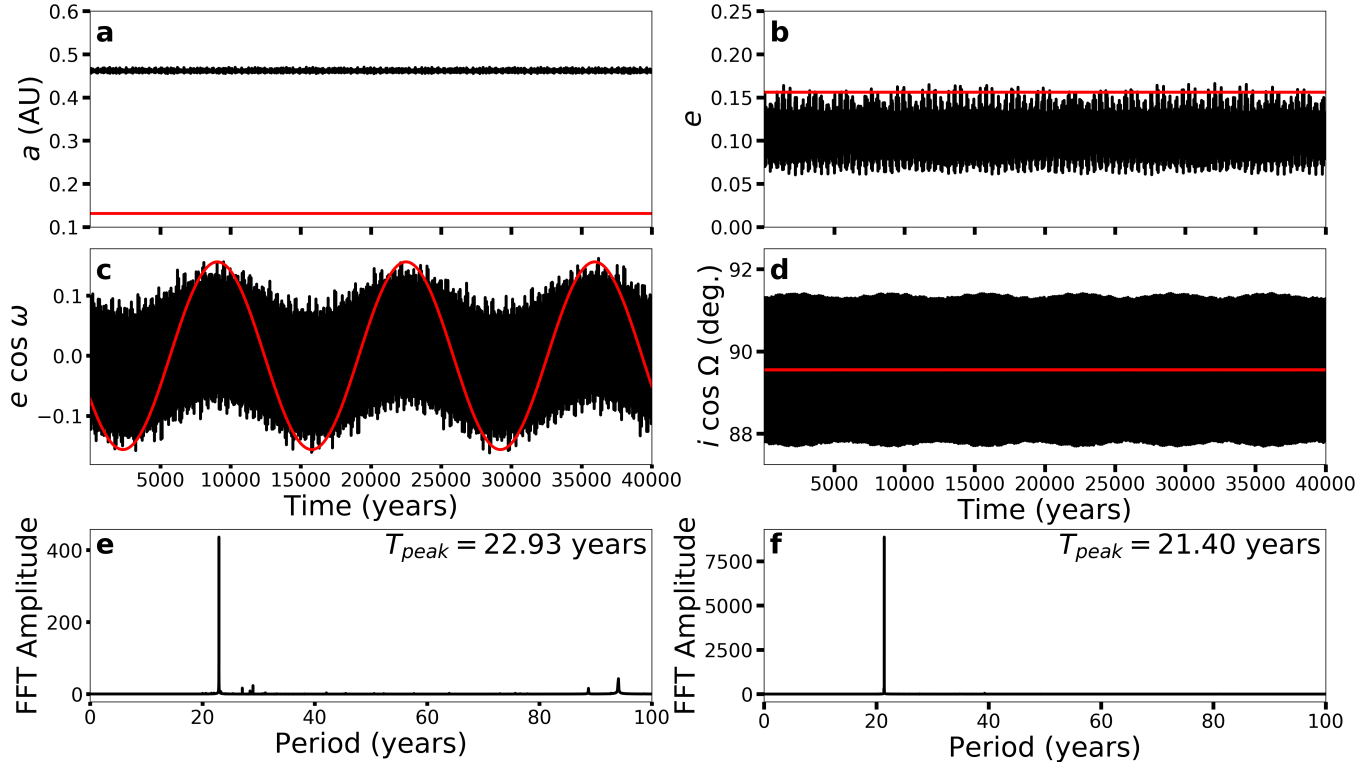 a
0.6
0.5
0.4
0.3
0.2
0.1
a (AU)
b
0.25
0.20
0.15
0.10
0.05
0.00
e
c
0.1
0.0
−0.1
e cos ω
5000 10000 15000 20000 25000 30000 35000 40000
Time (years)
d
92
90
88
i cos Ω (deg.)
5000 10000 15000 20000 25000 30000 35000 40000
Time (years)
e
T_peak = 22.93 years
400
200
0
FFT Amplitude
0 20 40 60 80 100
Period (years)
f
T_peak = 21.40 years
7500
5000
2500
0
FFT Amplitude
0 20 40 60 80 100
Period (years)